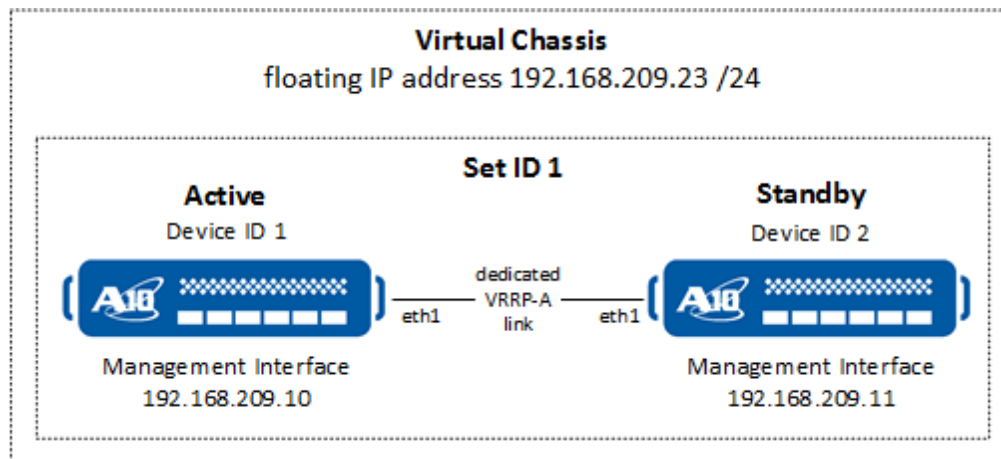 Virtual Chassis
floating IP address 192.168.209.23 /24
Set ID 1
Active
Device ID 1
Standby
Device ID 2
A10
A10
dedicated
VRRP-A
link
eth1
eth1
Management Interface
192.168.209.10
Management Interface
192.168.209.11